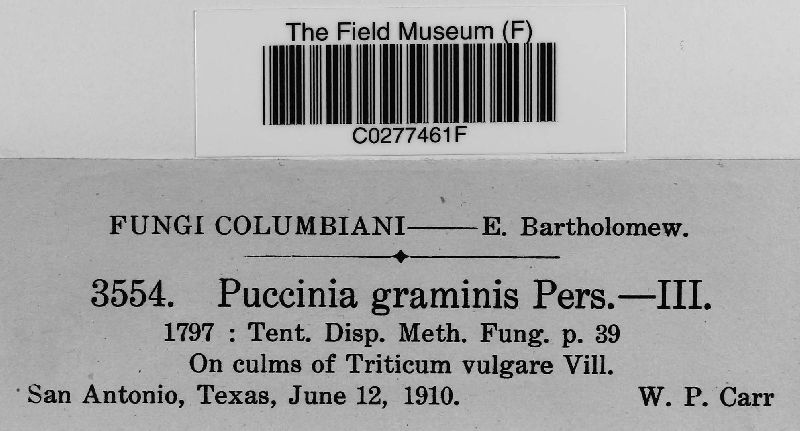 The Field Museum (F)
C0277461F
FUNGI COLUMBIANI——E. Bartholomew.
3554. Puccinia graminis Pers.—III.
1797 : Tent. Disp. Meth. Fung. p. 39
On culms of Triticum vulgare Vill.
San Antonio, Texas, June 12, 1910. W. P. Carr